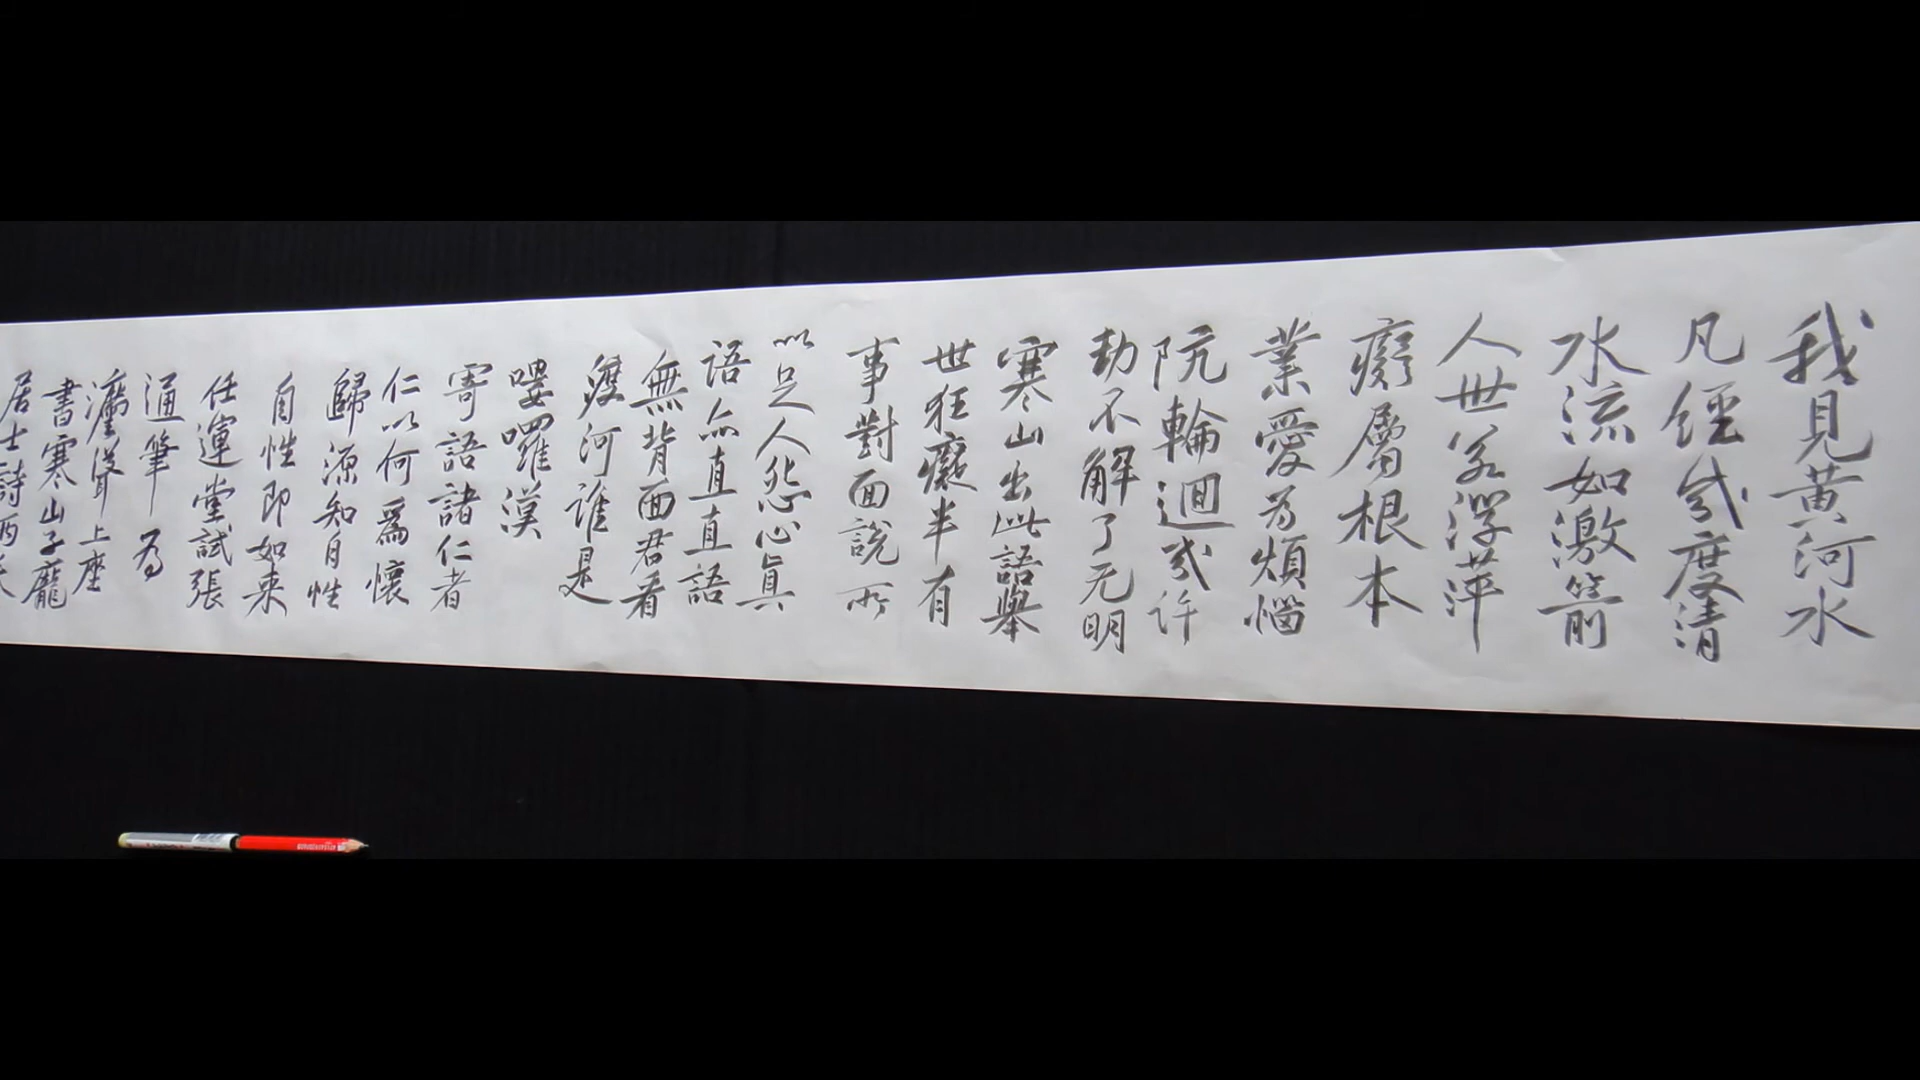 我見黃河水
凡經幾度清
水流如激箭
人世若浮萍
癡屬根本
業愛為煩惱
阬輪迴幾許
劫不解了无明
寒山出此語舉
世狂癡半有
事對面說所
以足人怨心真
語亦直直語
無背面君看
渡河誰是
嘍囉漢
寄語諸仁者
仁以何為懷
歸源知自性
自性即如來
任運堂試張
通筆為
上座
書寒山子龐
居士詩兩